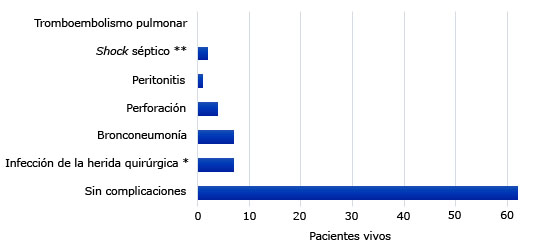 Tromboembolismo pulmonar
Shock séptico **
Peritonitis
Perforación
Bronconeumonía
Infección de la herida quirúrgica *
Sin complicaciones
0 10 20 30 40 50 60
Pacientes vivos